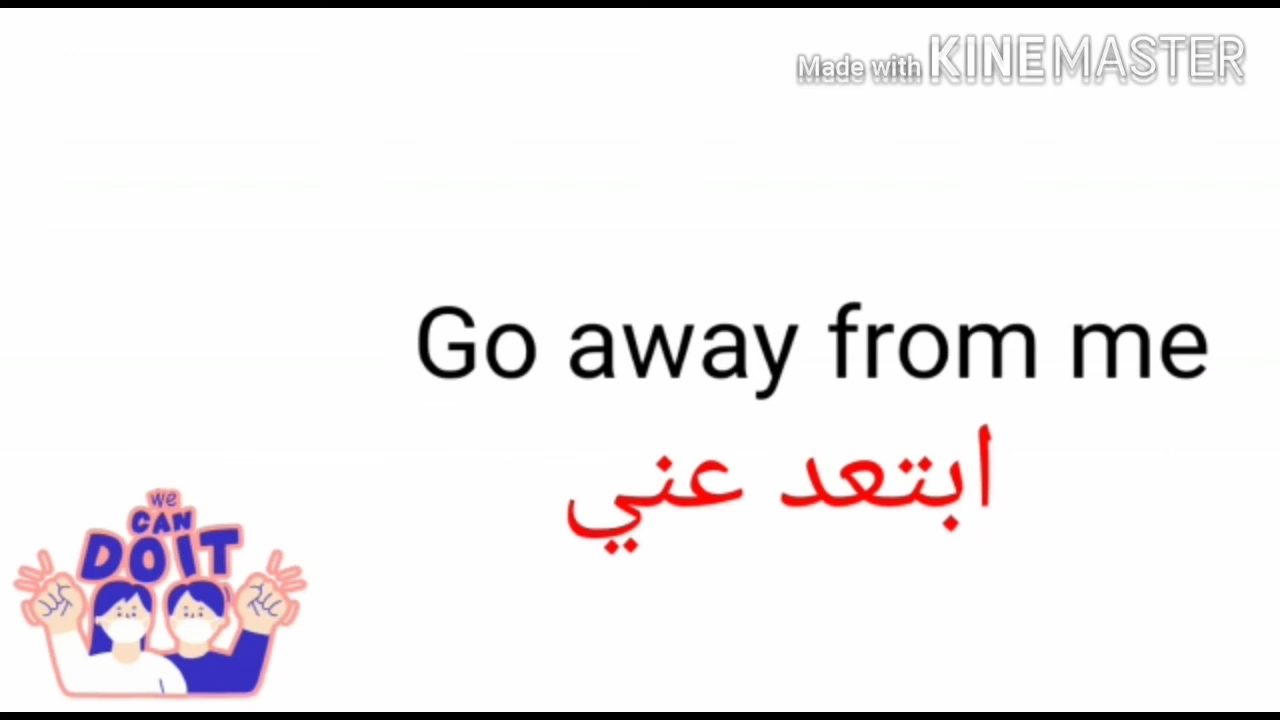 Made with KINEMASTER
Go away from me
ابتعد عني
we
CAN
DO IT